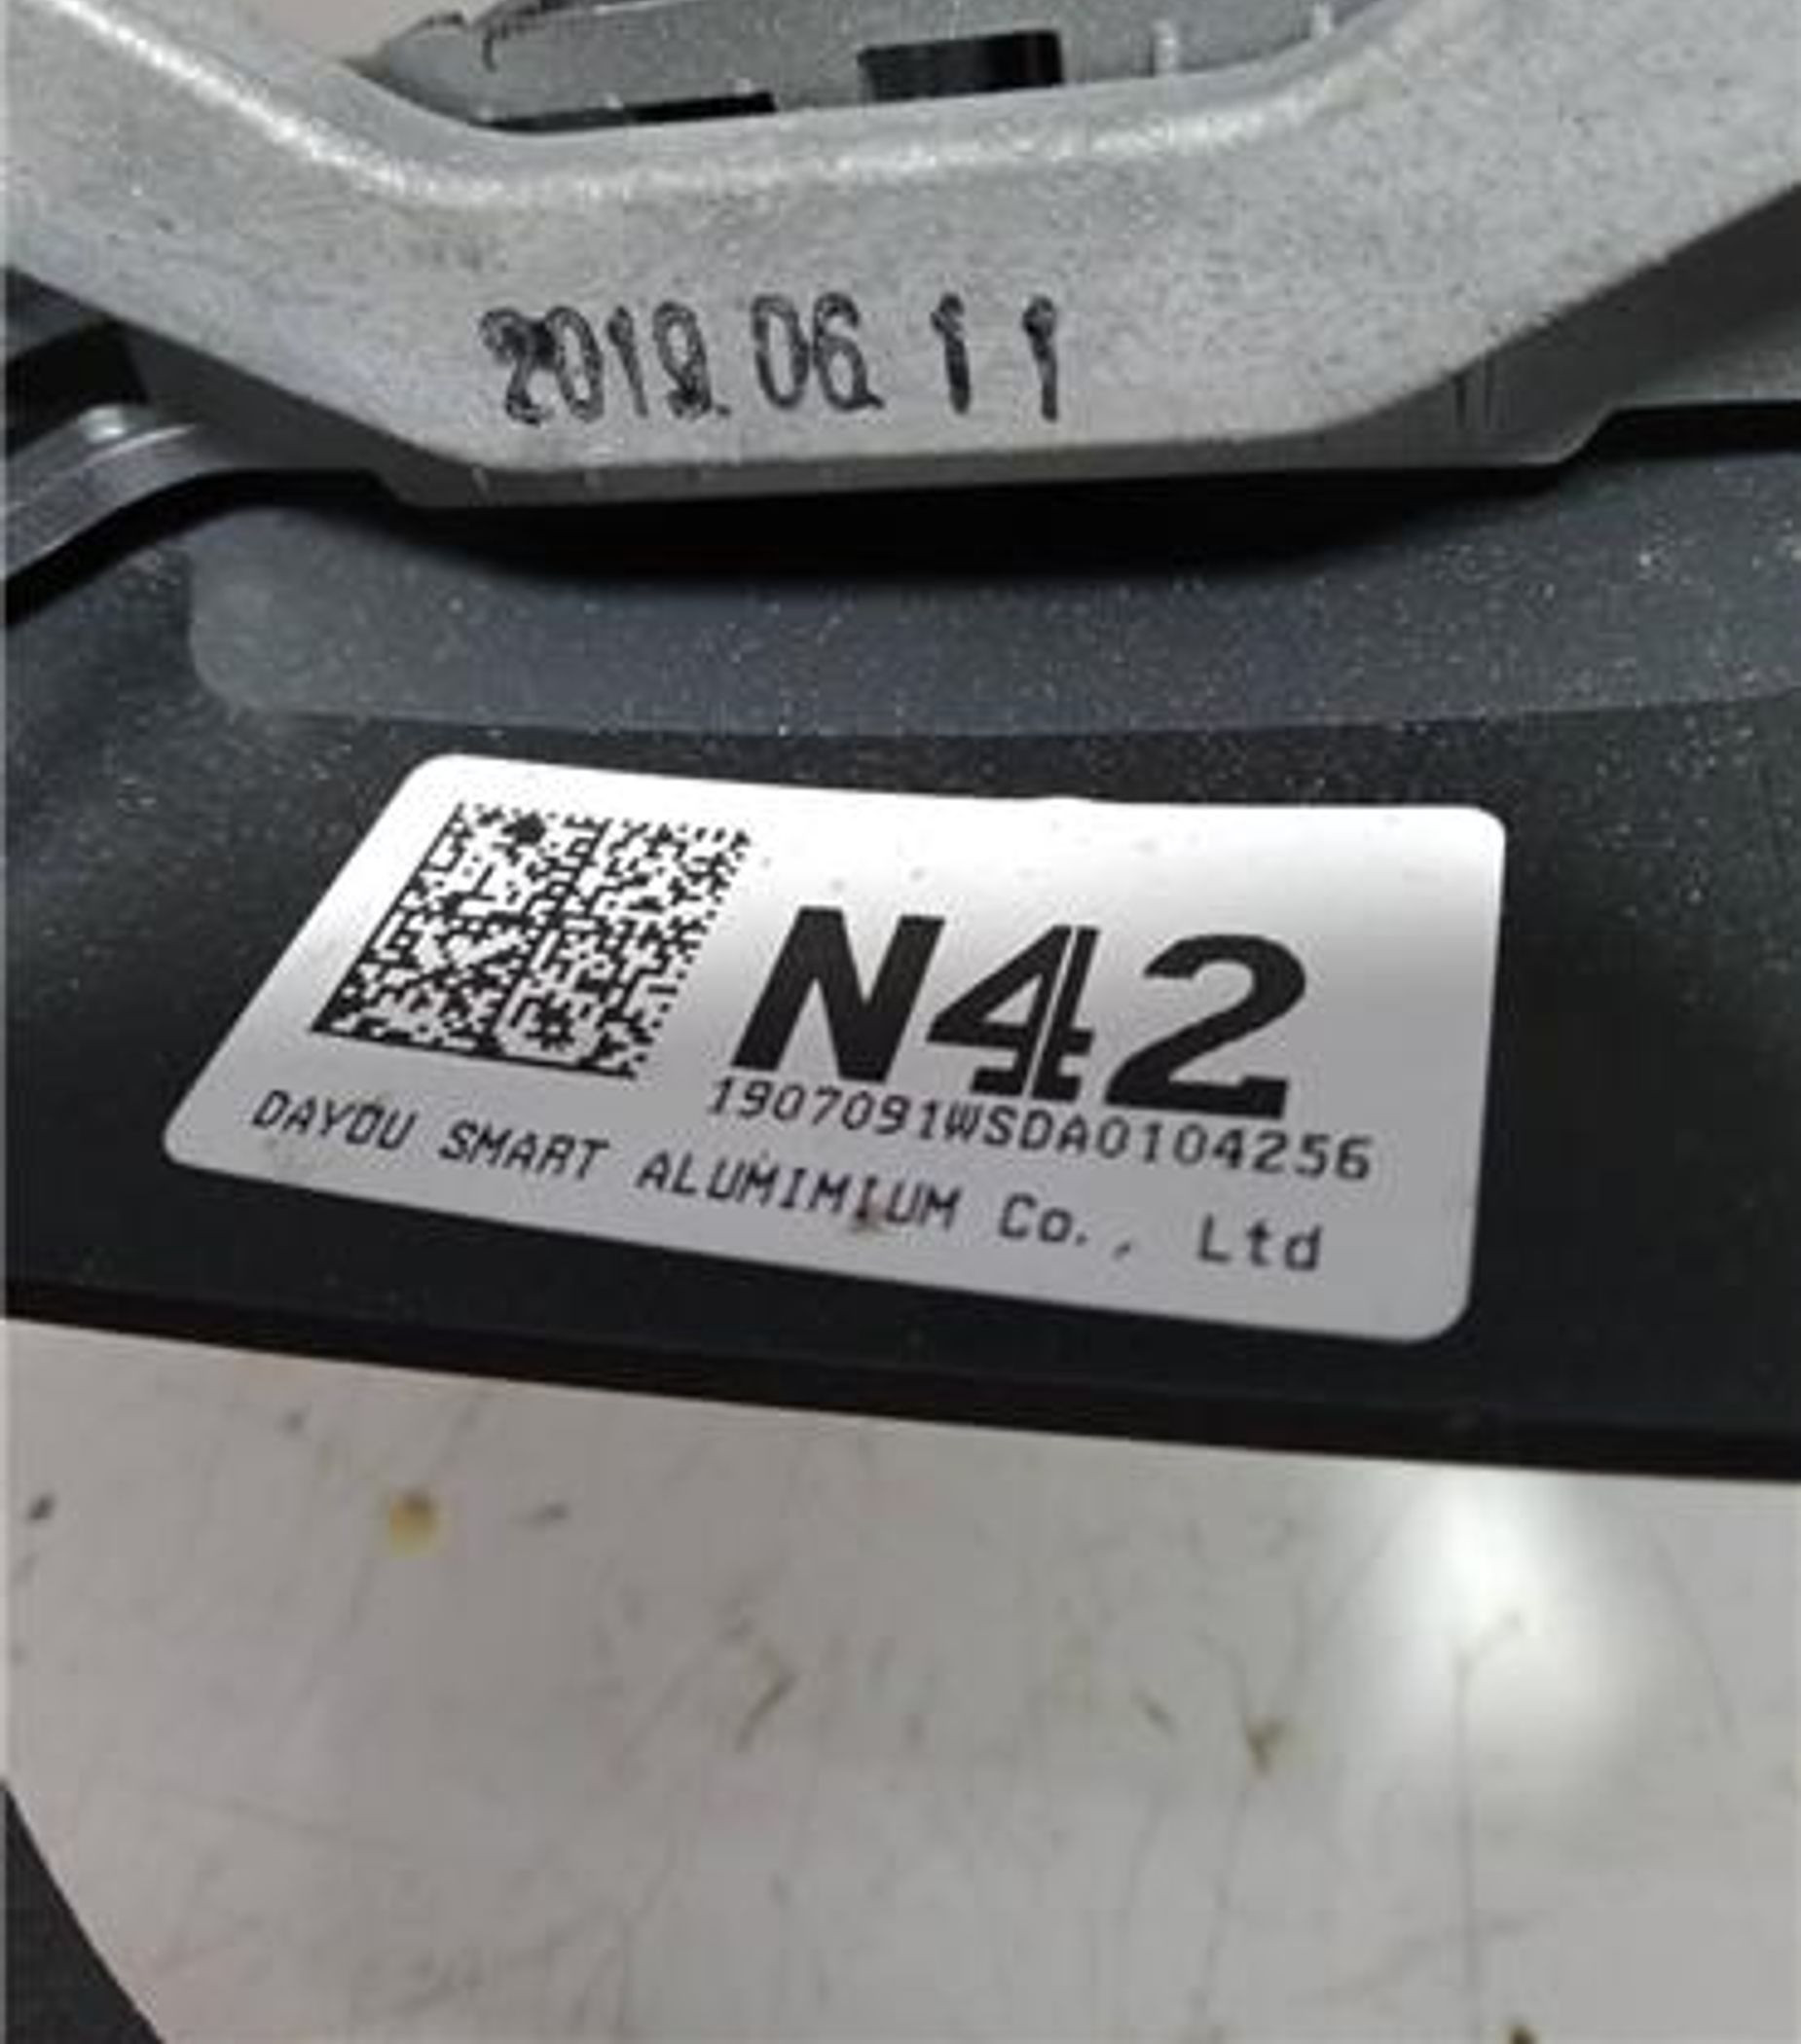 2019.06.11
N42
1907091WSDA0104256
DAYOU SMART ALUMIMIUM Co., Ltd